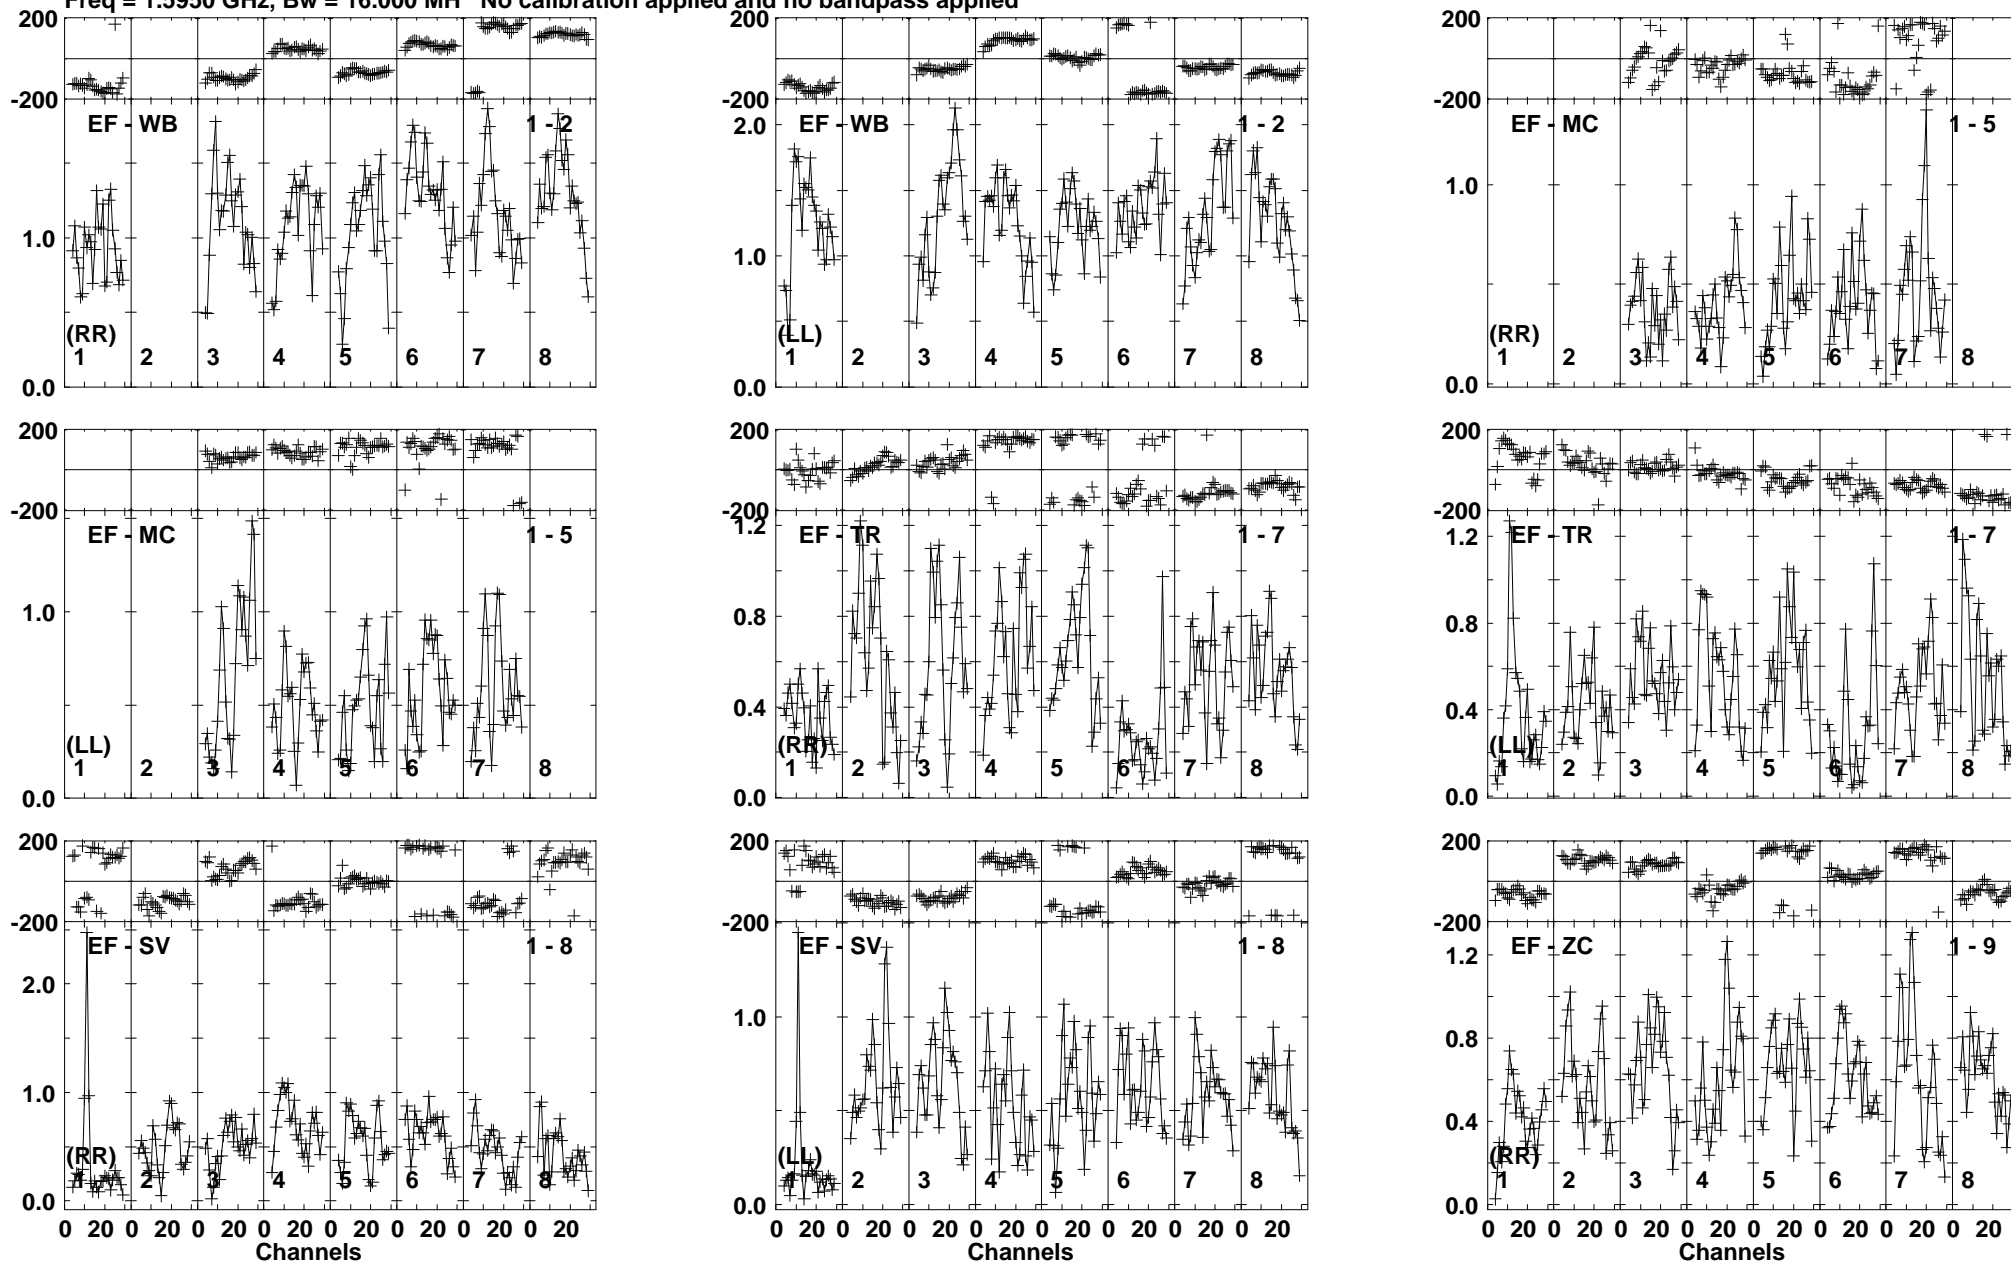 Freq = 1.5950 GHz, Bw = 16.000 MH No calibration applied and no bandpass applied
200
-200
EF - WB 1 - 2
1.0
0.0
(RR)
1 2 3 4 5 6 7 8
200
-200
EF - WB 1 - 2
2.0
1.0
0.0
(LL)
1 2 3 4 5 6 7 8
200
-200
EF - MC 1 - 5
1.0
0.0
(RR)
1 2 3 4 5 6 7 8
200
-200
EF - MC 1 - 5
1.0
0.0
(LL)
1 2 3 4 5 6 7 8
200
-200
EF - TR 1 - 7
1.2
0.8
0.4
0.0
(RR)
1 2 3 4 5 6 7 8
200
-200
EF - TR 1 - 7
1.2
0.8
0.4
0.0
(LL)
1 2 3 4 5 6 7 8
200
-200
EF - SV 1 - 8
2.0
1.0
0.0
(RR)
1 2 3 4 5 6 7 8
0 20 0 20 0 20 0 20 0 20 0 20 0 20 0 20
Channels
200
-200
EF - SV 1 - 8
1.0
0.0
(LL)
1 2 3 4 5 6 7 8
0 20 0 20 0 20 0 20 0 20 0 20 0 20 0 20
Channels
200
-200
EF - ZC 1 - 9
1.2
0.8
0.4
0.0
(RR)
1 2 3 4 5 6 7 8
0 20 0 20 0 20 0 20 0 20 0 20 0 20 0 20
Channels